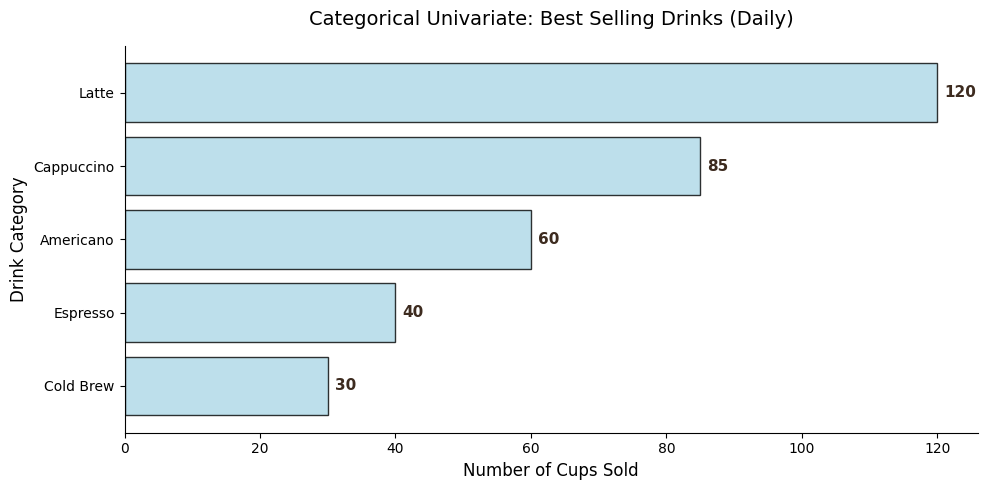 Categorical Univariate: Best Selling Drinks (Daily)
Drink Category
Latte
120
Cappuccino
85
Americano
60
Espresso
40
Cold Brew
30
0 20 40 60 80 100 120
Number of Cups Sold